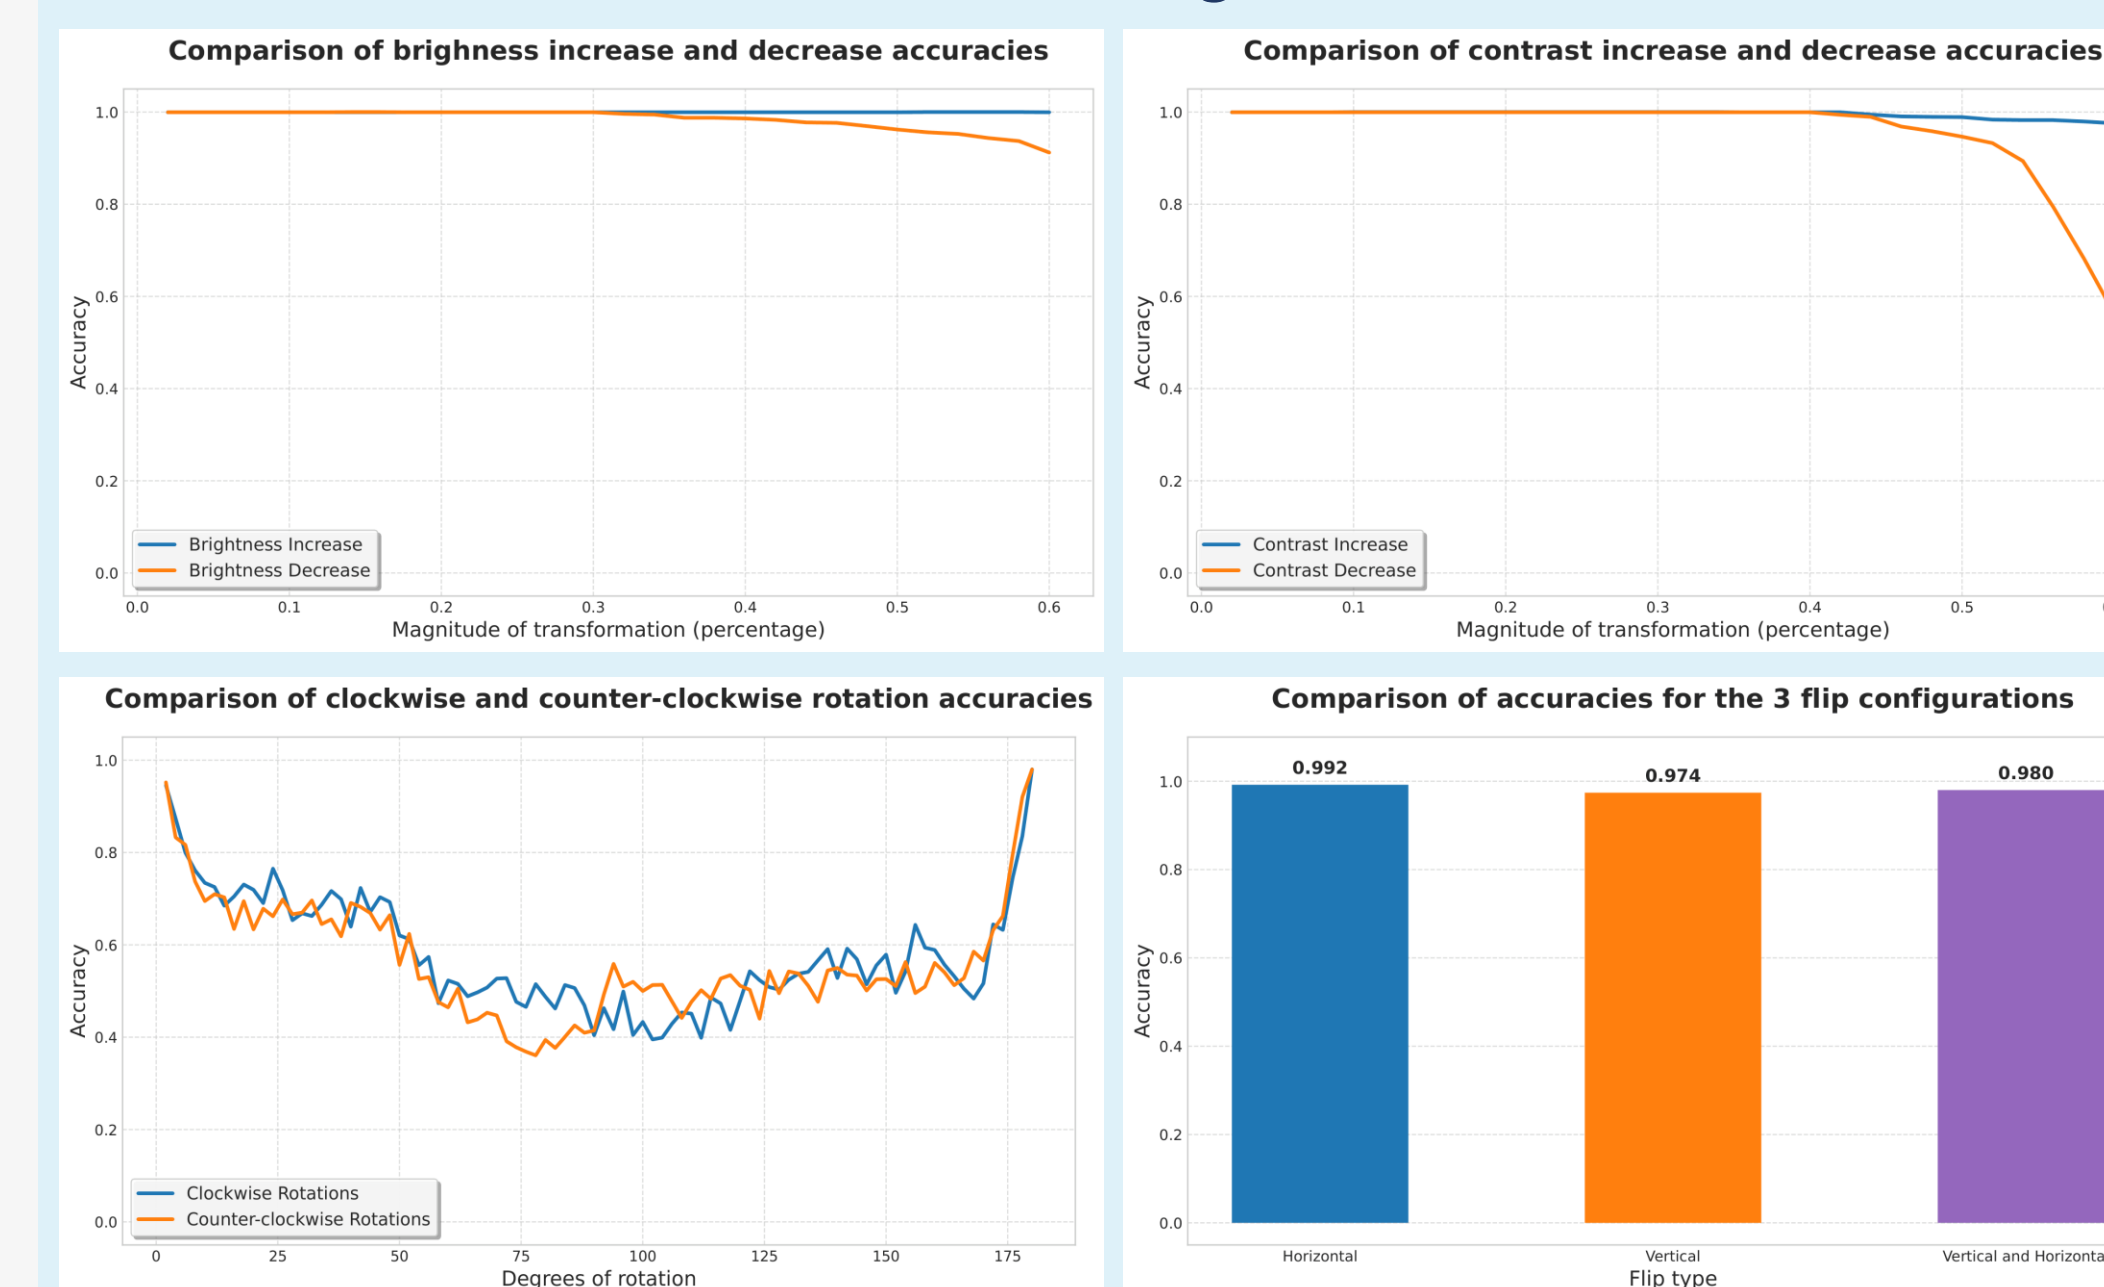 Comparison of brighness increase and decrease accuracies
1.0
0.8
0.6
0.4
0.2
0.0
Accuracy
Brightness Increase
Brightness Decrease
0.0 0.1 0.2 0.3 0.4 0.5 0.6
Magnitude of transformation (percentage)
Comparison of contrast increase and decrease accuracies
1.0
0.8
0.6
0.4
0.2
0.0
Accuracy
Contrast Increase
Contrast Decrease
0.0 0.1 0.2 0.3 0.4 0.5
Magnitude of transformation (percentage)
Comparison of clockwise and counter-clockwise rotation accuracies
1.0
0.8
0.6
0.4
0.2
0.0
Accuracy
Clockwise Rotations
Counter-clockwise Rotations
0 25 50 75 100 125 150 175
Degrees of rotation
Comparison of accuracies for the 3 flip configurations
0.992 0.974 0.980
1.0
0.8
0.6
0.4
0.2
0.0
Accuracy
Horizontal Vertical Vertical and Horizonta
Flip type